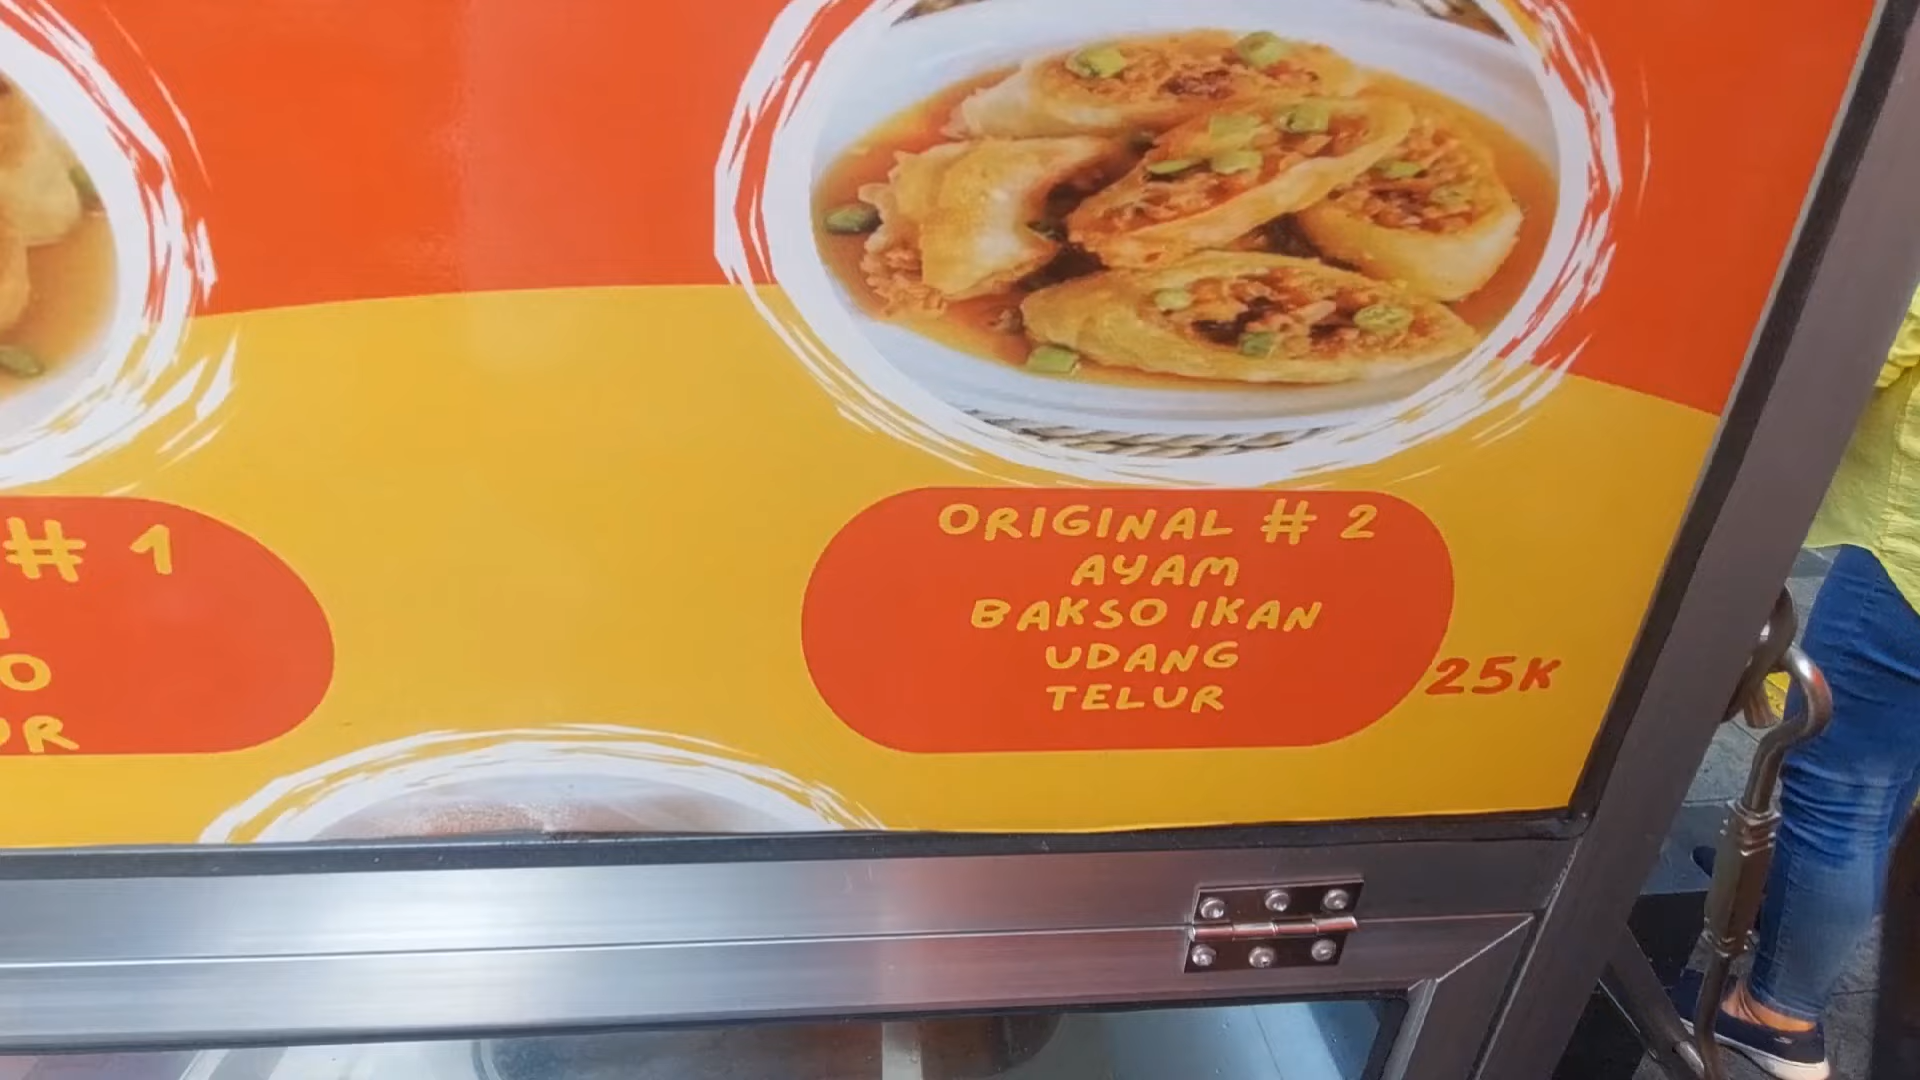 # 1
ORIGINAL # 2
AYAM
BAKSO IKAN
UDANG
TELUR
25K